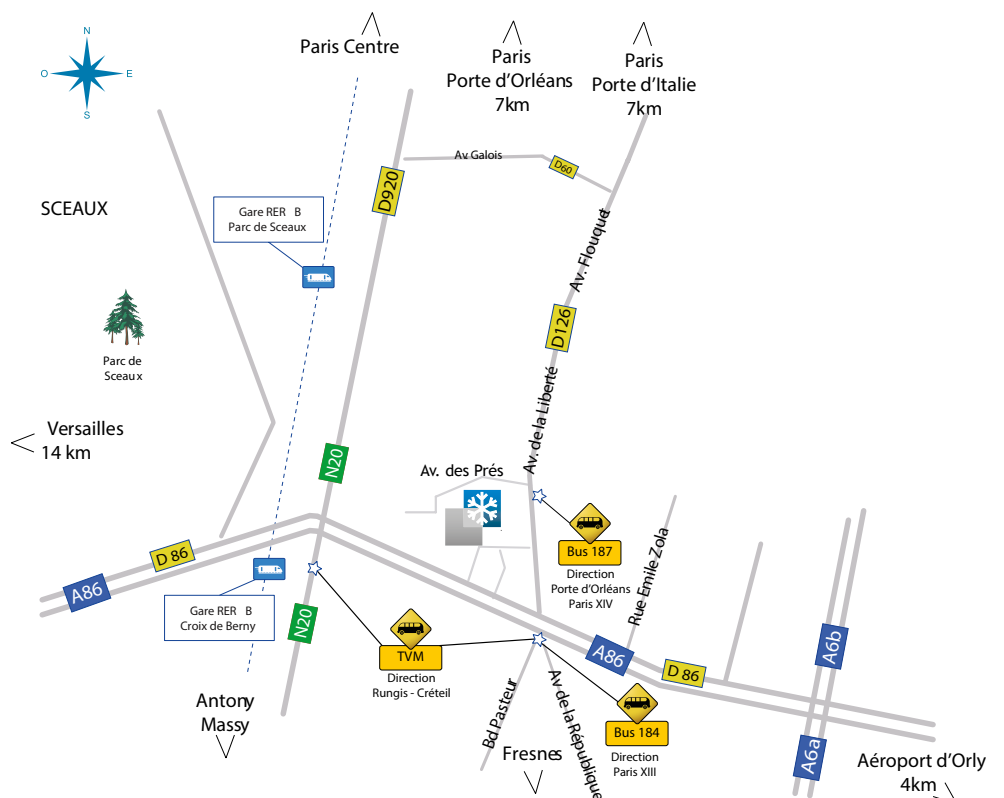 N
O
E
S
Paris Centre
Paris
Porte d'Orléans
7km
Paris
Porte d'Italie
7km
Av. Galois
D60
D920
SCEAUX
Gare RER B
Parc de Sceaux
Av. Flouquet
D126
Parc de
Sceaux
Av. de la Liberté
Versailles
14 km
N20
Av. des Prés
D 86
A86
Bus 187
Direction
Porte d'Orléans
Paris XIV
Rue Emile Zola
Gare RER B
Croix de Berny
N20
TVM
Direction
Rungis - Créteil
A86
D 86
A6b
A6a
Antony
Massy
Bd Pasteur
Av de la République
Bus 184
Direction
Paris XIII
Fresnes
Aéroport d'Orly
4km